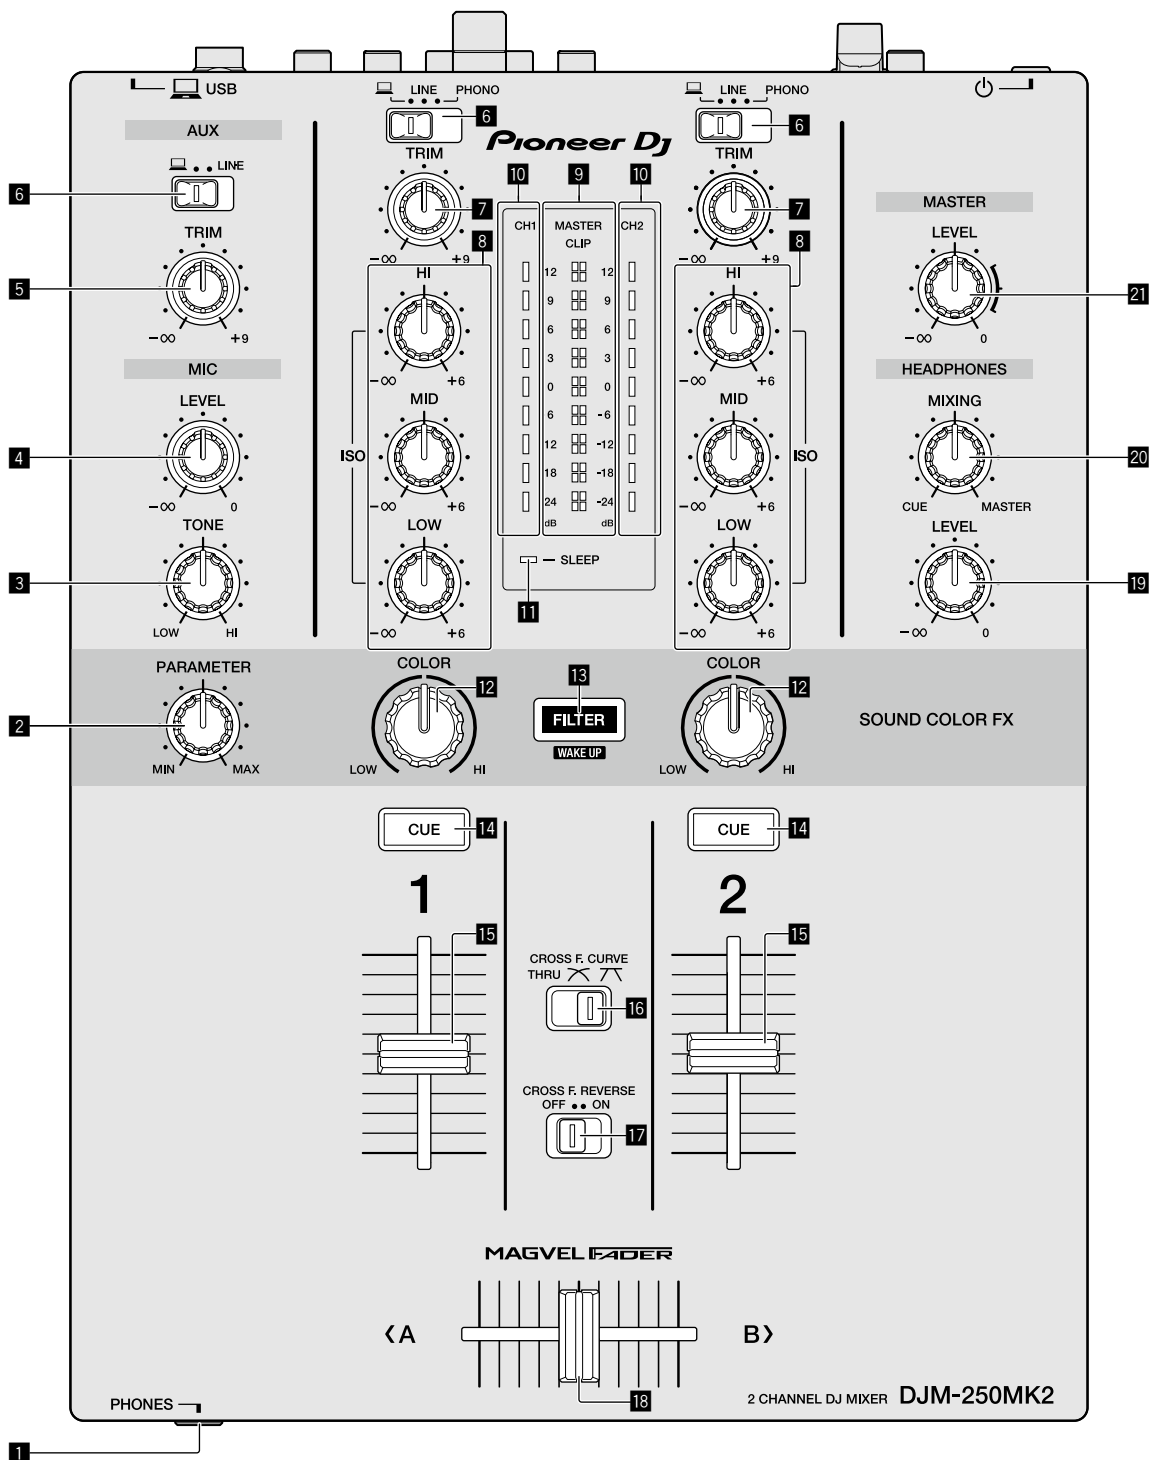 USB
LINE PHONO
LINE PHONO
6
6
AUX
Pioneer Dj
LINE
6
TRIM
TRIM
10
9
10
7
7
MASTER
CH1
MASTER
CH2
CLIP
TRIM
8
8
LEVEL
-∞ +9
-∞ +9
HI
HI
12 12
5
21
9 9
-∞ +9
6 6
-∞ 0
3 3
MIC
-∞ +6
0 0
-∞ +6
HEADPHONES
LEVEL
MID
6 -6
MID
MIXING
4
ISO
12 -12
ISO
20
18 -18
-∞ 0
-∞ +6
24 -24
-∞ +6
CUE MASTER
TONE
LOW
dB dB
LOW
LEVEL
SLEEP
3
19
11
LOW HI
-∞ +6
-∞ +6
-∞ 0
PARAMETER
COLOR
COLOR
12
13
12
2
FILTER
SOUND COLOR FX
WAKE UP
MIN MAX
LOW HI
LOW HI
CUE
14
CUE
14
1
2
15
15
CROSS F. CURVE
THRU
16
CROSS F. REVERSE
OFF ON
17
MAGVEL FADER
<A
B>
18
2 CHANNEL DJ MIXER DJM-250MK2
PHONES
1